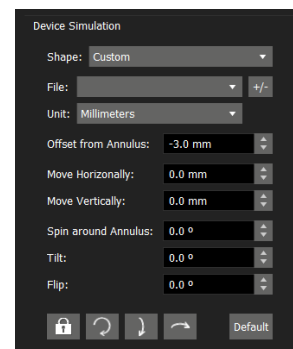 Device Simulation
Shape: Custom
File: +/-
Unit: Millimeters
Offset from Annulus: -3.0 mm
Move Horizonally: 0.0 mm
Move Vertically: 0.0 mm
Spin around Annulus: 0.0 º
Tilt: 0.0 º
Flip: 0.0 º
Default